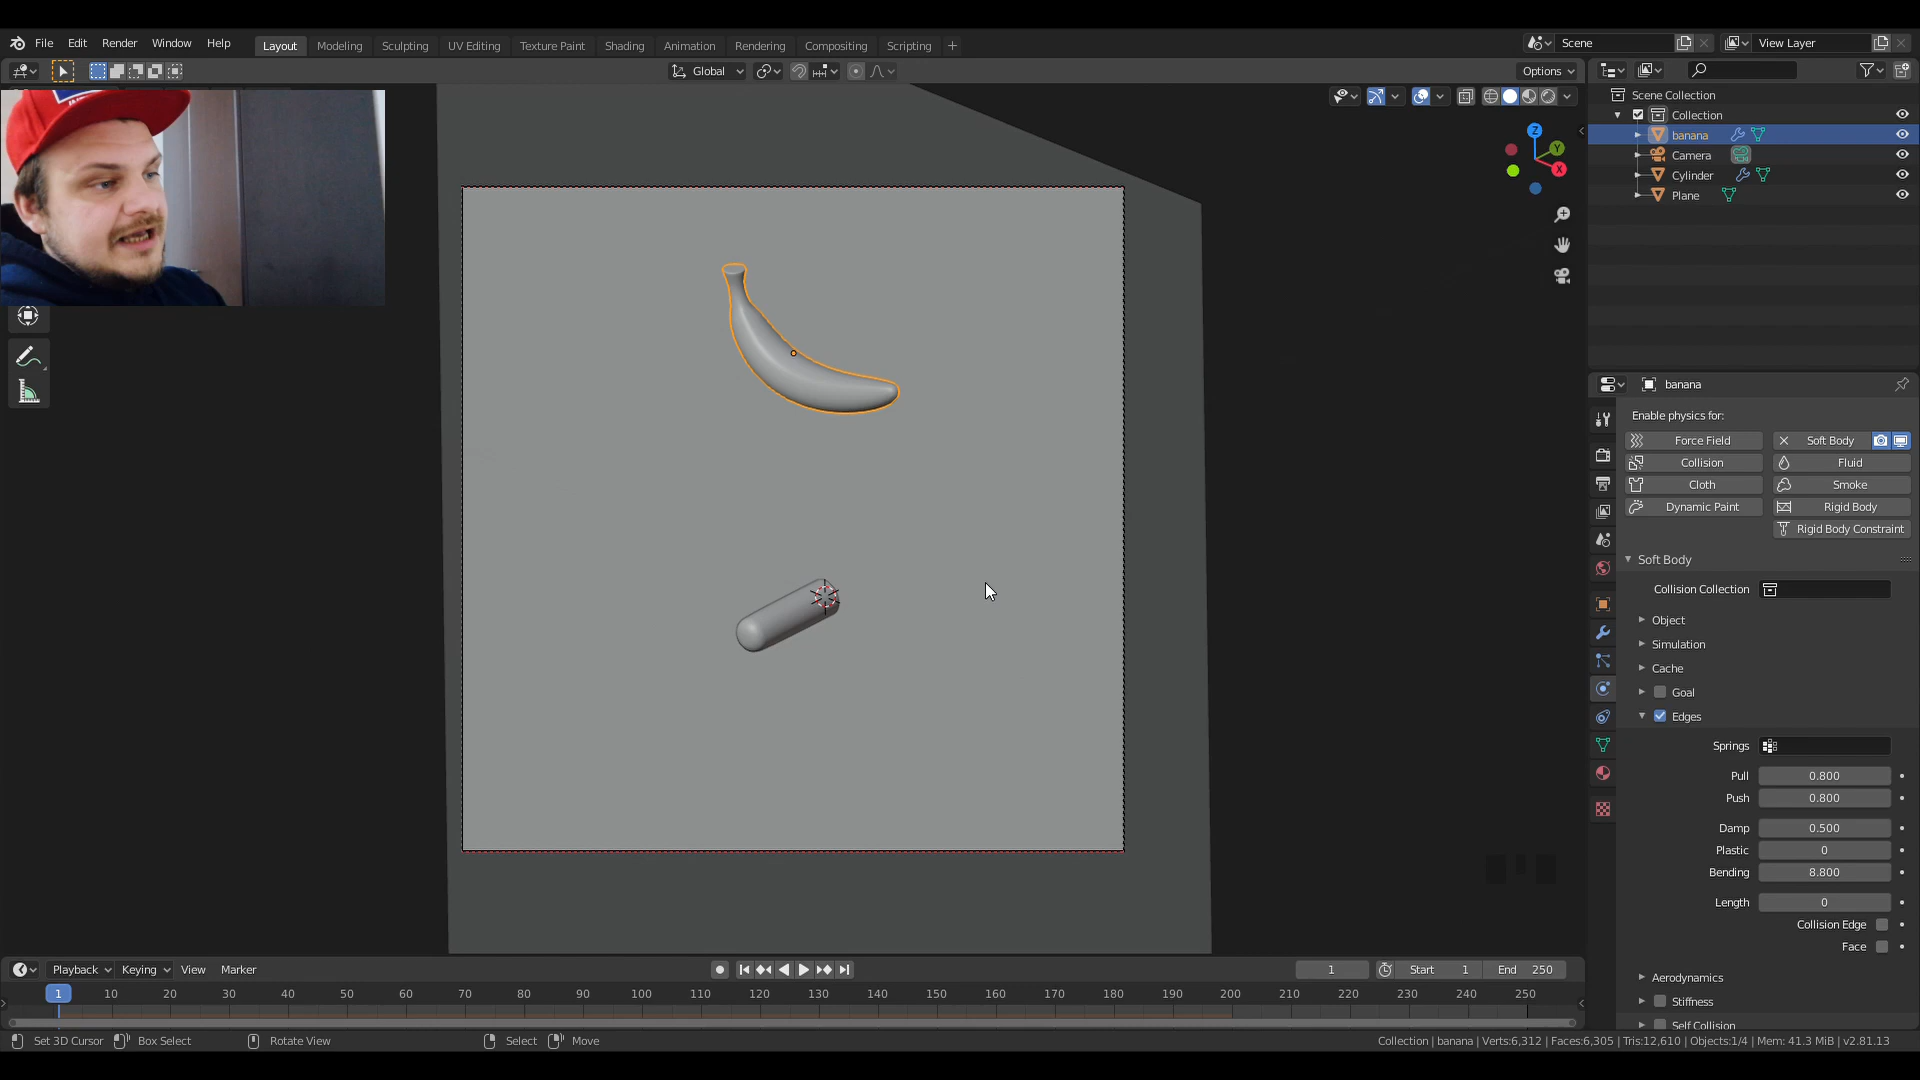 File Edit Render Window Help Layout Modeling Sculpting UV Editing Texture Paint Shading Animation Rendering Compositing Scripting + Scene View Layer
Global Options
Scene Collection
Collection
banana
Camera
Cylinder
Plane
Z
Y
X
banana
Enable physics for:
Force Field Soft Body
Collision Fluid
Cloth Smoke
Dynamic Paint Rigid Body
Rigid Body Constraint
Soft Body
Collision Collection
Object
Simulation
Cache
Goal
Edges
Springs
Pull 0.800
Push 0.800
Damp 0.500
Plastic 0
Bending 8.800
Length 0
Collision Edge
Face
Aerodynamics
Stiffness
Self Collision
Playback Keying View Marker 1 Start 1 End 250
1 10 20 30 40 50 60 70 80 90 100 110 120 130 140 150 160 170 180 190 200 210 220 230 240 250
Set 3D Cursor Box Select Rotate View Select Move Collection | banana | Verts:6,312 | Faces:6,305 | Tris:12,610 | Objects:1/4 | Mem: 41.3 MiB | v2.81.13